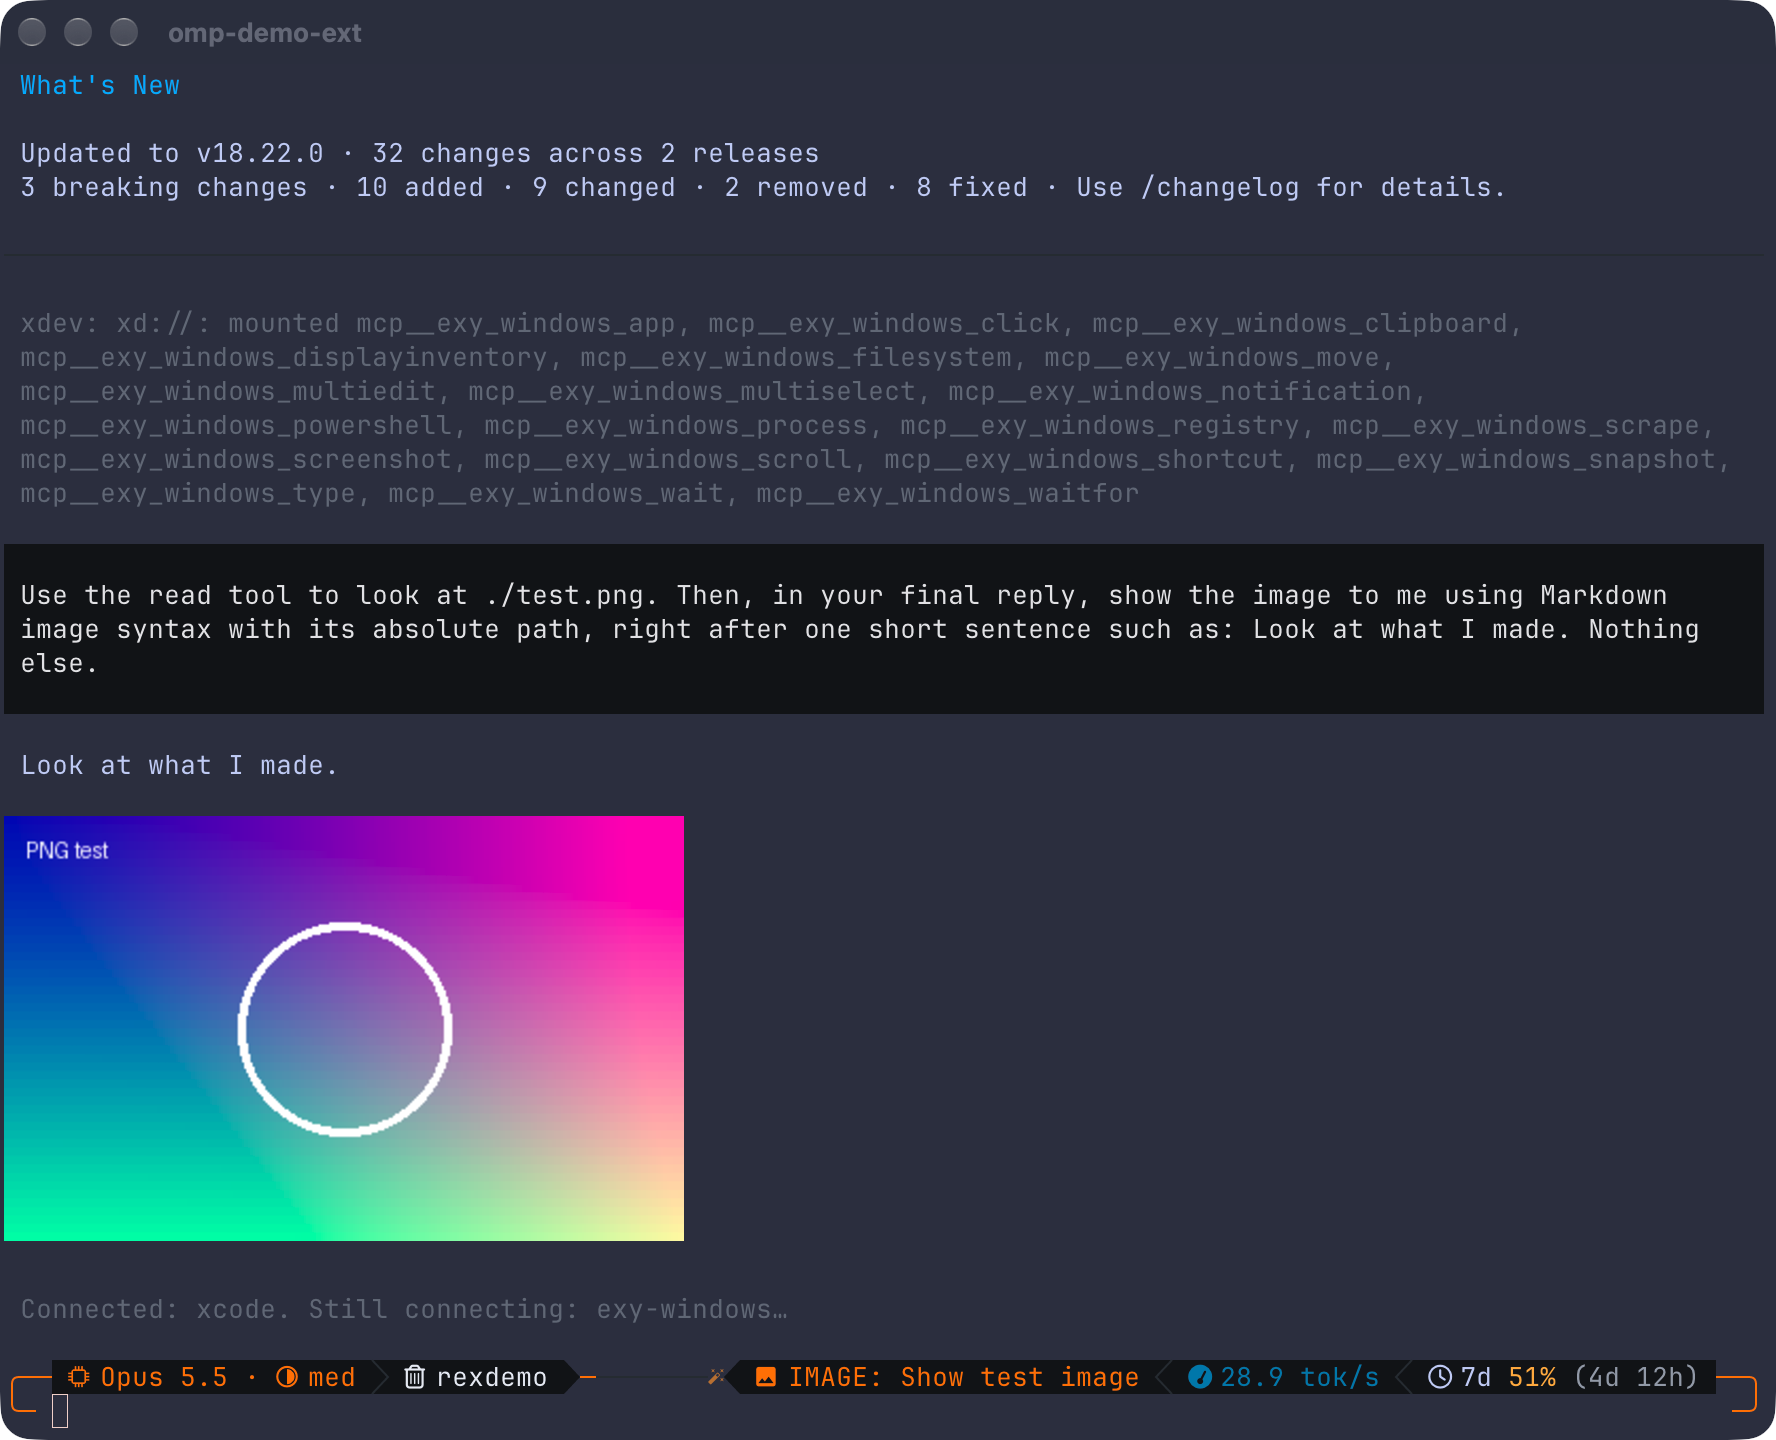 omp-demo-ext
What's New
Updated to v18.22.0 · 32 changes across 2 releases
3 breaking changes · 10 added · 9 changed · 2 removed · 8 fixed · Use /changelog for details.
xdev: xd://: mounted mcp__exy_windows_app, mcp__exy_windows_click, mcp__exy_windows_clipboard,
mcp__exy_windows_displayinventory, mcp__exy_windows_filesystem, mcp__exy_windows_move,
mcp__exy_windows_multiedit, mcp__exy_windows_multiselect, mcp__exy_windows_notification,
mcp__exy_windows_powershell, mcp__exy_windows_process, mcp__exy_windows_registry, mcp__exy_windows_scrape,
mcp__exy_windows_screenshot, mcp__exy_windows_scroll, mcp__exy_windows_shortcut, mcp__exy_windows_snapshot,
mcp__exy_windows_type, mcp__exy_windows_wait, mcp__exy_windows_waitfor
Use the read tool to look at ./test.png. Then, in your final reply, show the image to me using Markdown
image syntax with its absolute path, right after one short sentence such as: Look at what I made. Nothing
else.
Look at what I made.
PNG test
Connected: xcode. Still connecting: exy-windows…
Opus 5.5 · med rexdemo IMAGE: Show test image 28.9 tok/s 7d 51% (4d 12h)